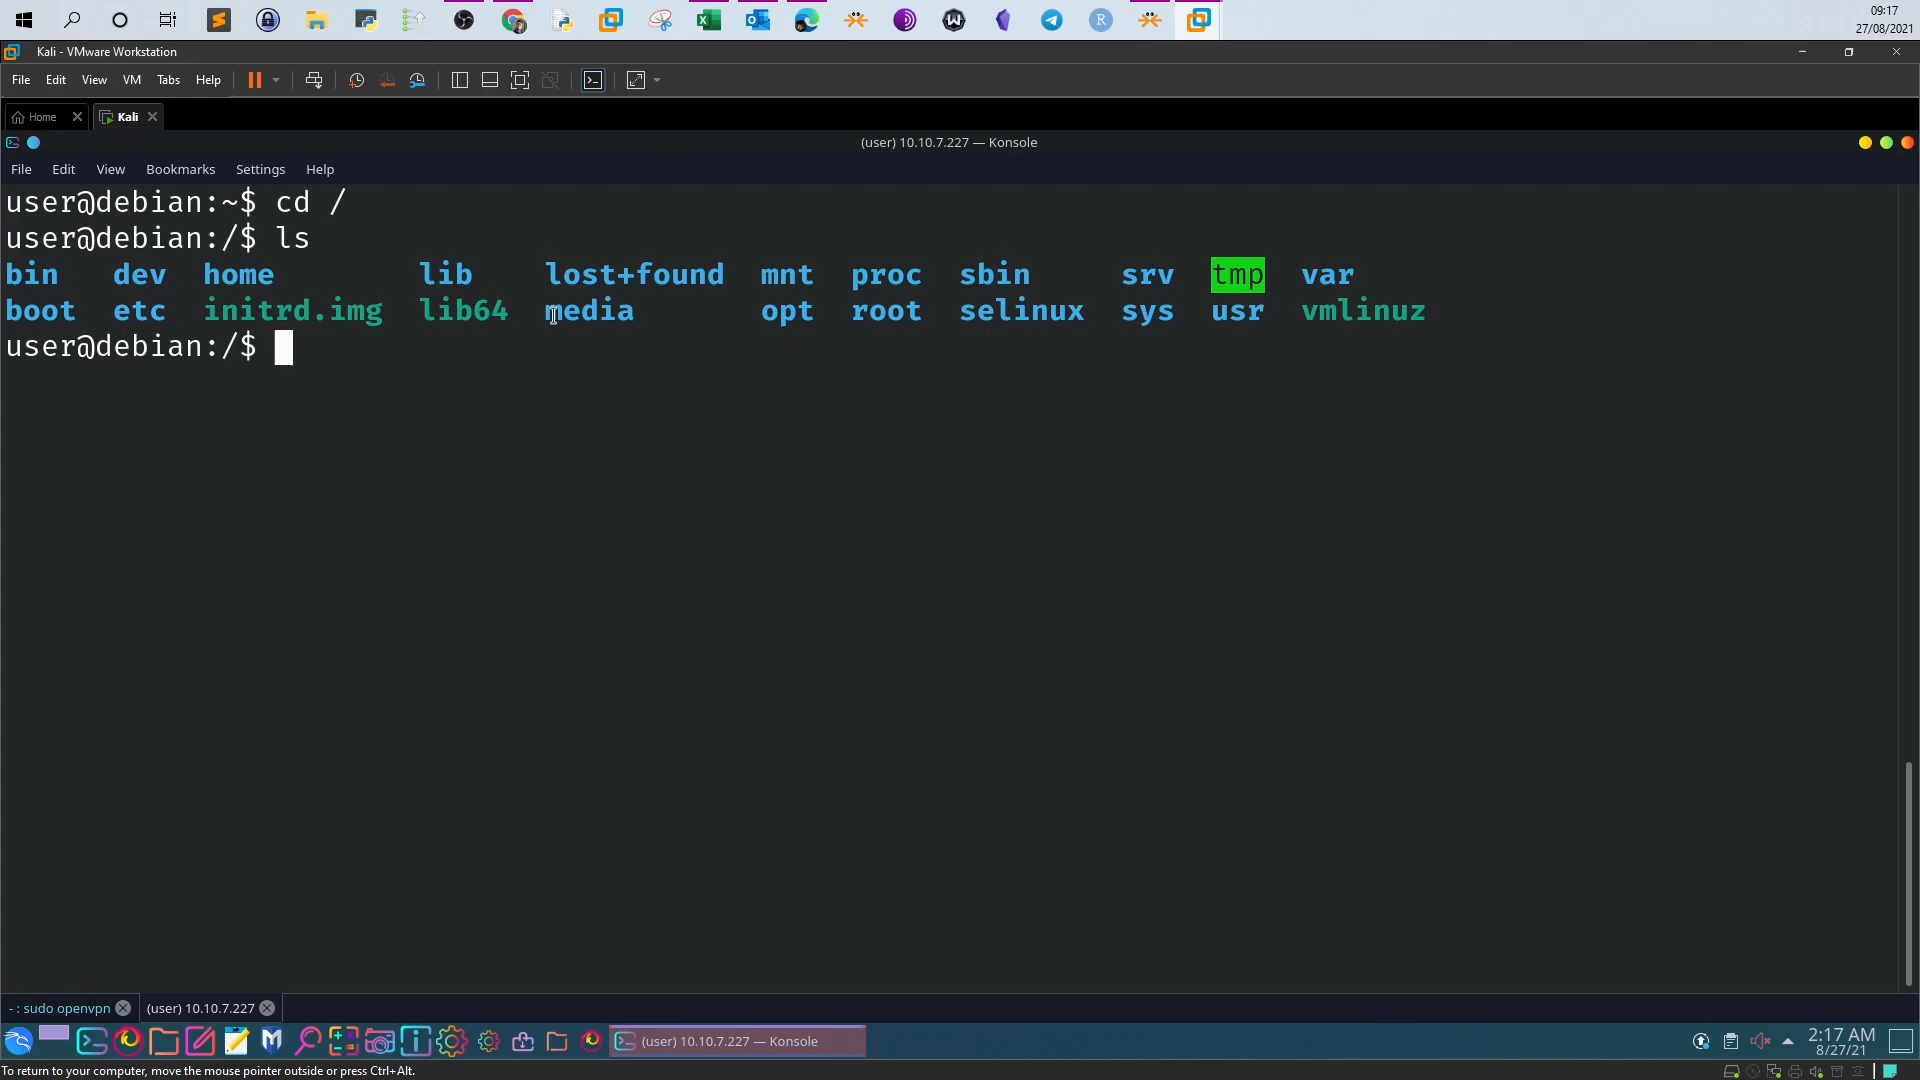 09:17
27/08/2021
Kali - VMware Workstation
File Edit View VM Tabs Help
Home Kali
(user) 10.10.7.227 — Konsole
File Edit View Bookmarks Settings Help
user@debian:~$ cd /
user@debian:/$ ls
bin dev home lib lost+found mnt proc sbin srv tmp var
boot etc initrd.img lib64 media opt root selinux sys usr vmlinuz
user@debian:/$
- : sudo openvpn (user) 10.10.7.227
(user) 10.10.7.227 — Konsole
2:17 AM
8/27/21
To return to your computer, move the mouse pointer outside or press Ctrl+Alt.